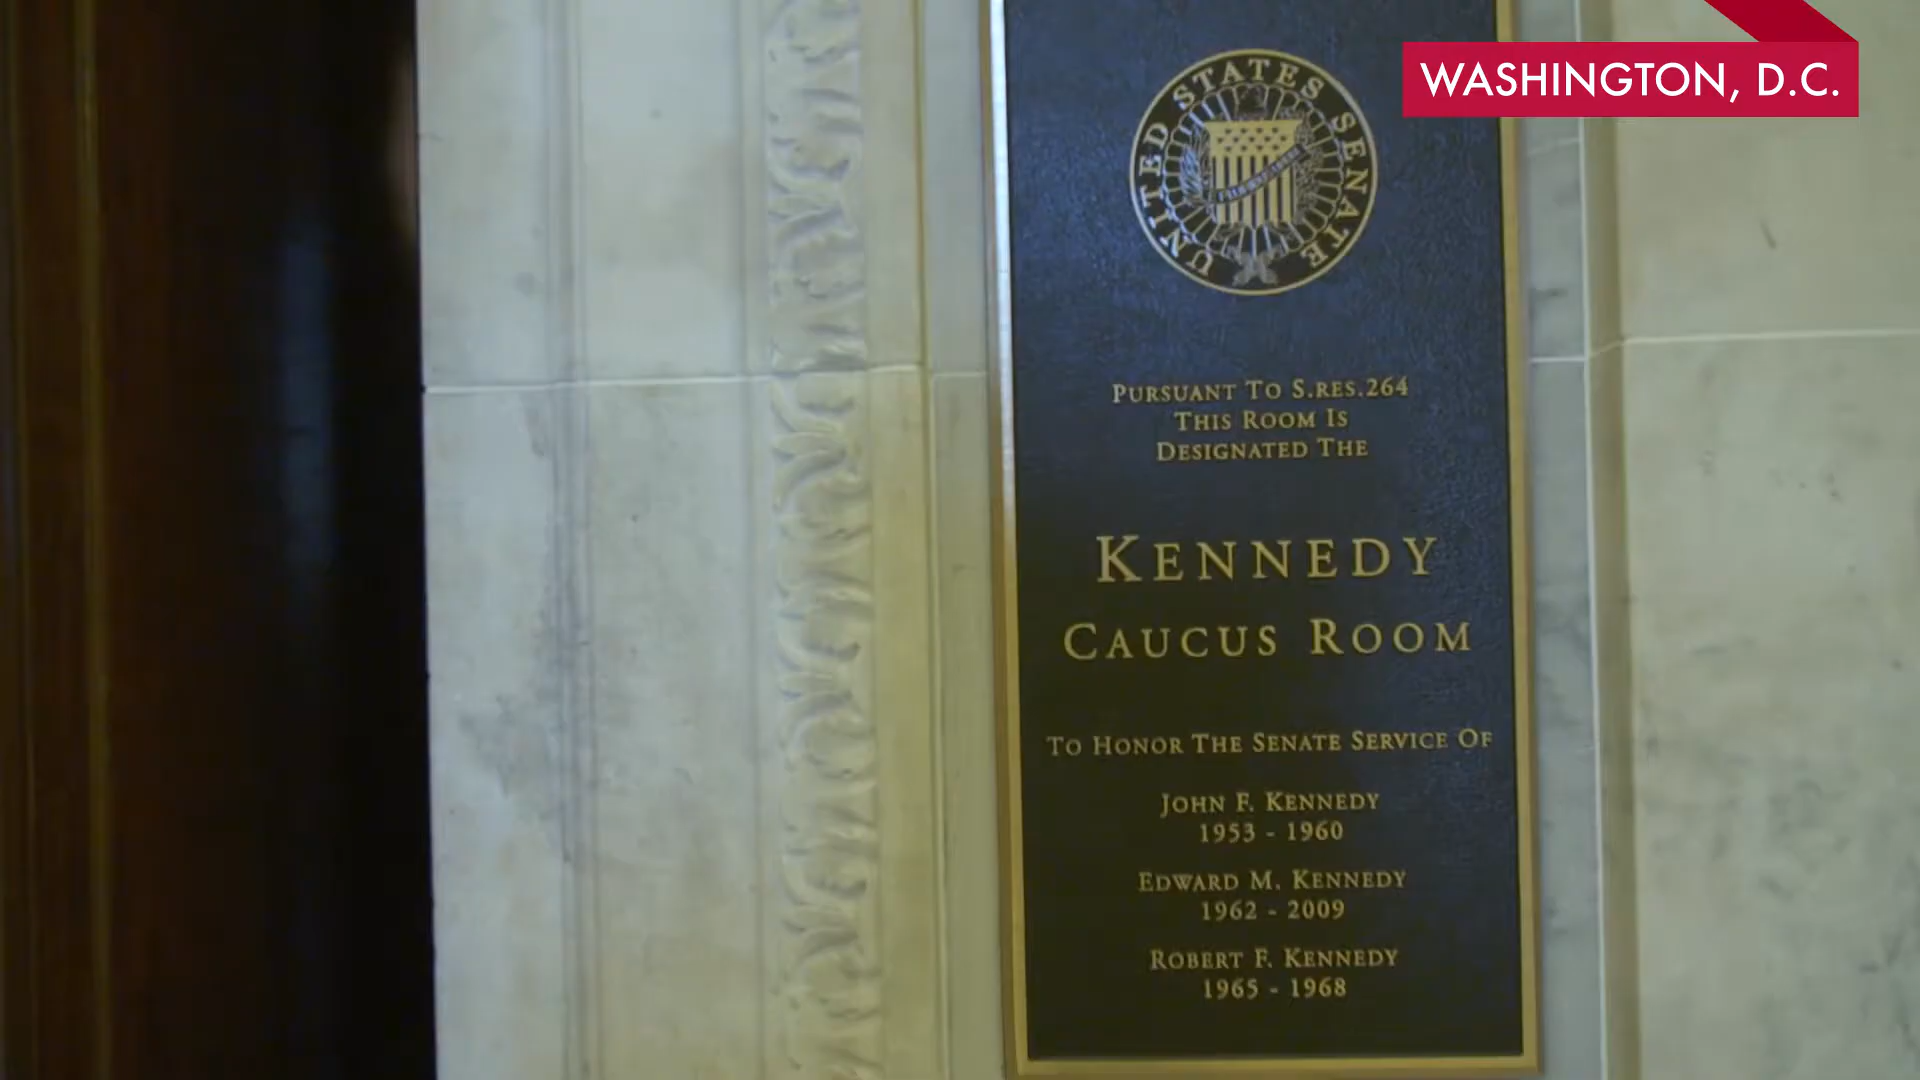 WASHINGTON, D.C.
UNITED STATES SENATE
PURSUANT TO S.RES.264
THIS ROOM IS
DESIGNATED THE
KENNEDY
CAUCUS ROOM
TO HONOR THE SENATE SERVICE OF
JOHN F. KENNEDY
1953 - 1960
EDWARD M. KENNEDY
1962 - 2009
ROBERT F. KENNEDY
1965 - 1968